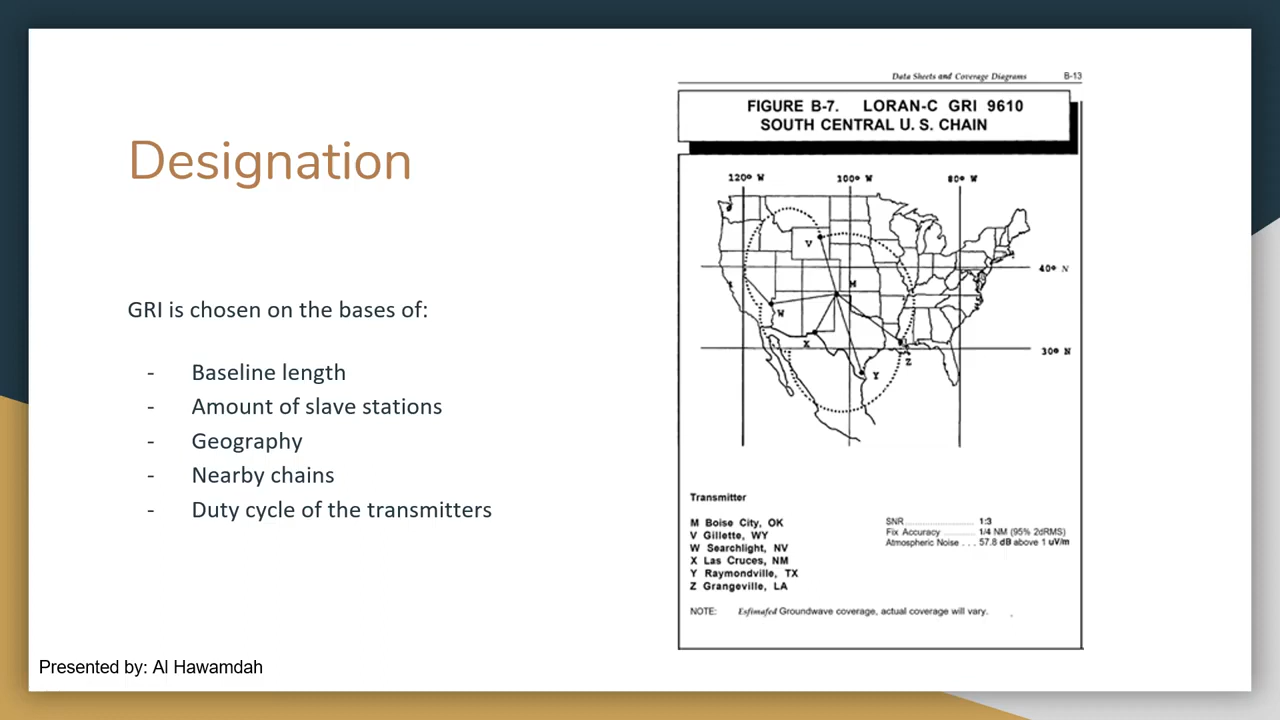 Designation
GRI is chosen on the bases of:
- Baseline length
- Amount of slave stations
- Geography
- Nearby chains
- Duty cycle of the transmitters
Presented by: Al Hawamdah
Data Sheets and Coverage Diagrams B-13
FIGURE B-7. LORAN-C GRI 9610
SOUTH CENTRAL U. S. CHAIN
120° W 100° W 80° W
V
40° N
M
W
X
30° N
Z
Y
Transmitter
M Boise City, OK
V Gillette, WY
W Searchlight, NV
X Las Cruces, NM
Y Raymondville, TX
Z Grangeville, LA
SNR .................... 1:3
Fix Accuracy .......... 1/4 NM (95% 2dRMS)
Atmospheric Noise . . . 57.8 dB above 1 uV/m
NOTE: Esfimafed Groundwave coverage, actual coverage will vary.